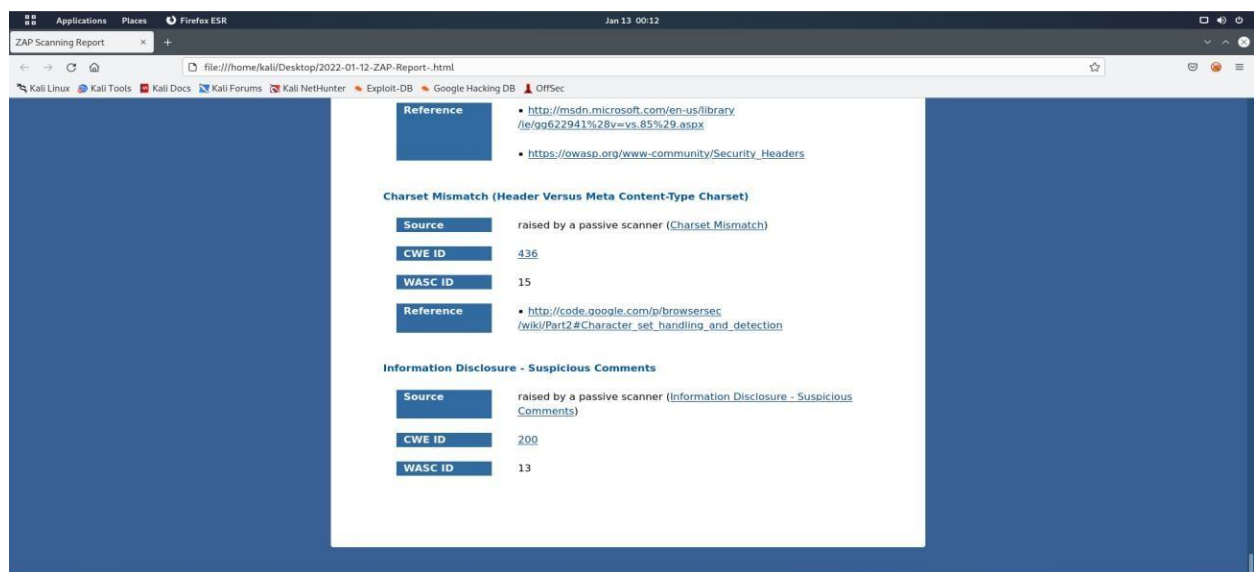 Applications Places Firefox ESR Jan 13 00:12
ZAP Scanning Report × +
file:///home/kali/Desktop/2022-01-12-ZAP-Report-.html
Kali Linux Kali Tools Kali Docs Kali Forums Kali NetHunter Exploit-DB Google Hacking DB OffSec
Reference • http://msdn.microsoft.com/en-us/library
/ie/gg622941%28v=vs.85%29.aspx
• https://owasp.org/www-community/Security_Headers
Charset Mismatch (Header Versus Meta Content-Type Charset)
Source raised by a passive scanner (Charset Mismatch)
CWE ID 436
WASC ID 15
Reference • http://code.google.com/p/browsersec
/wiki/Part2#Character_set_handling_and_detection
Information Disclosure - Suspicious Comments
Source raised by a passive scanner (Information Disclosure - Suspicious
Comments)
CWE ID 200
WASC ID 13